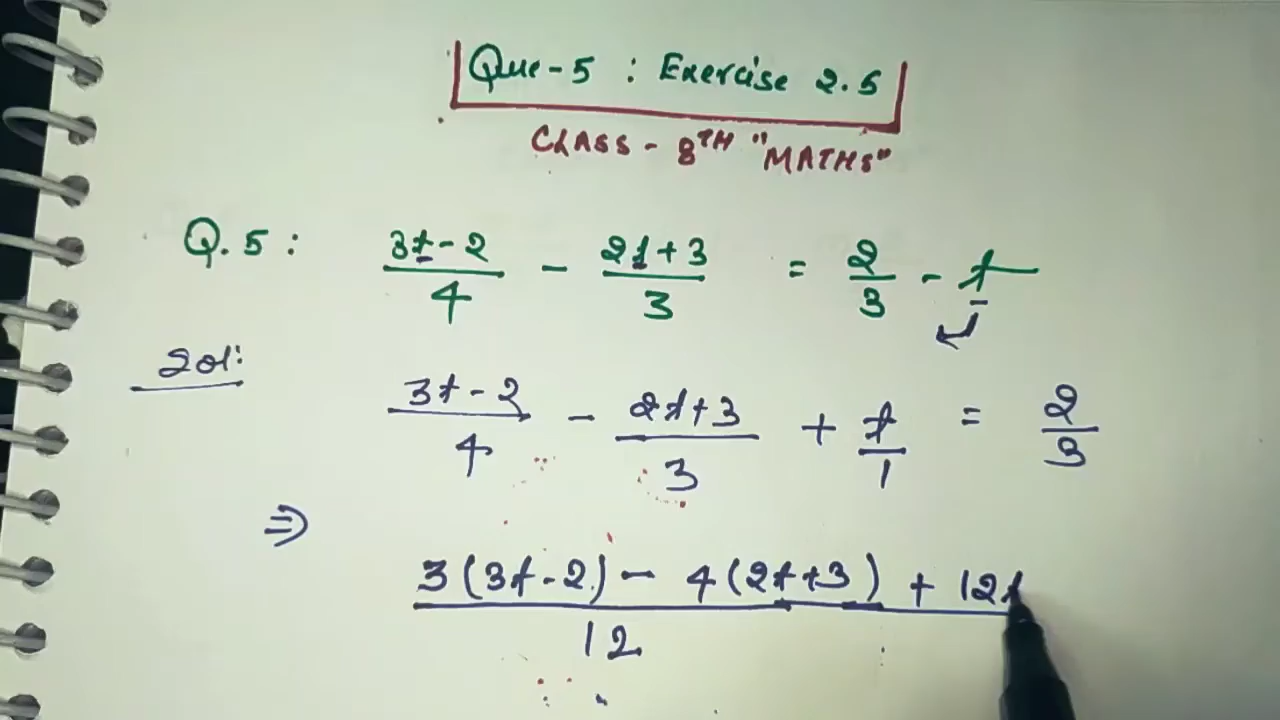 Que-5 : Exercise 2.5
CLASS - 8TH "MATHS"
Q.5 : 3t-2/4 - 2t+3/3 = 2/3 - t
Sol:
3t-2/4 - 2t+3/3 + t/1 = 2/3
⇒ 3(3t-2) - 4(2t+3) + 12t/12